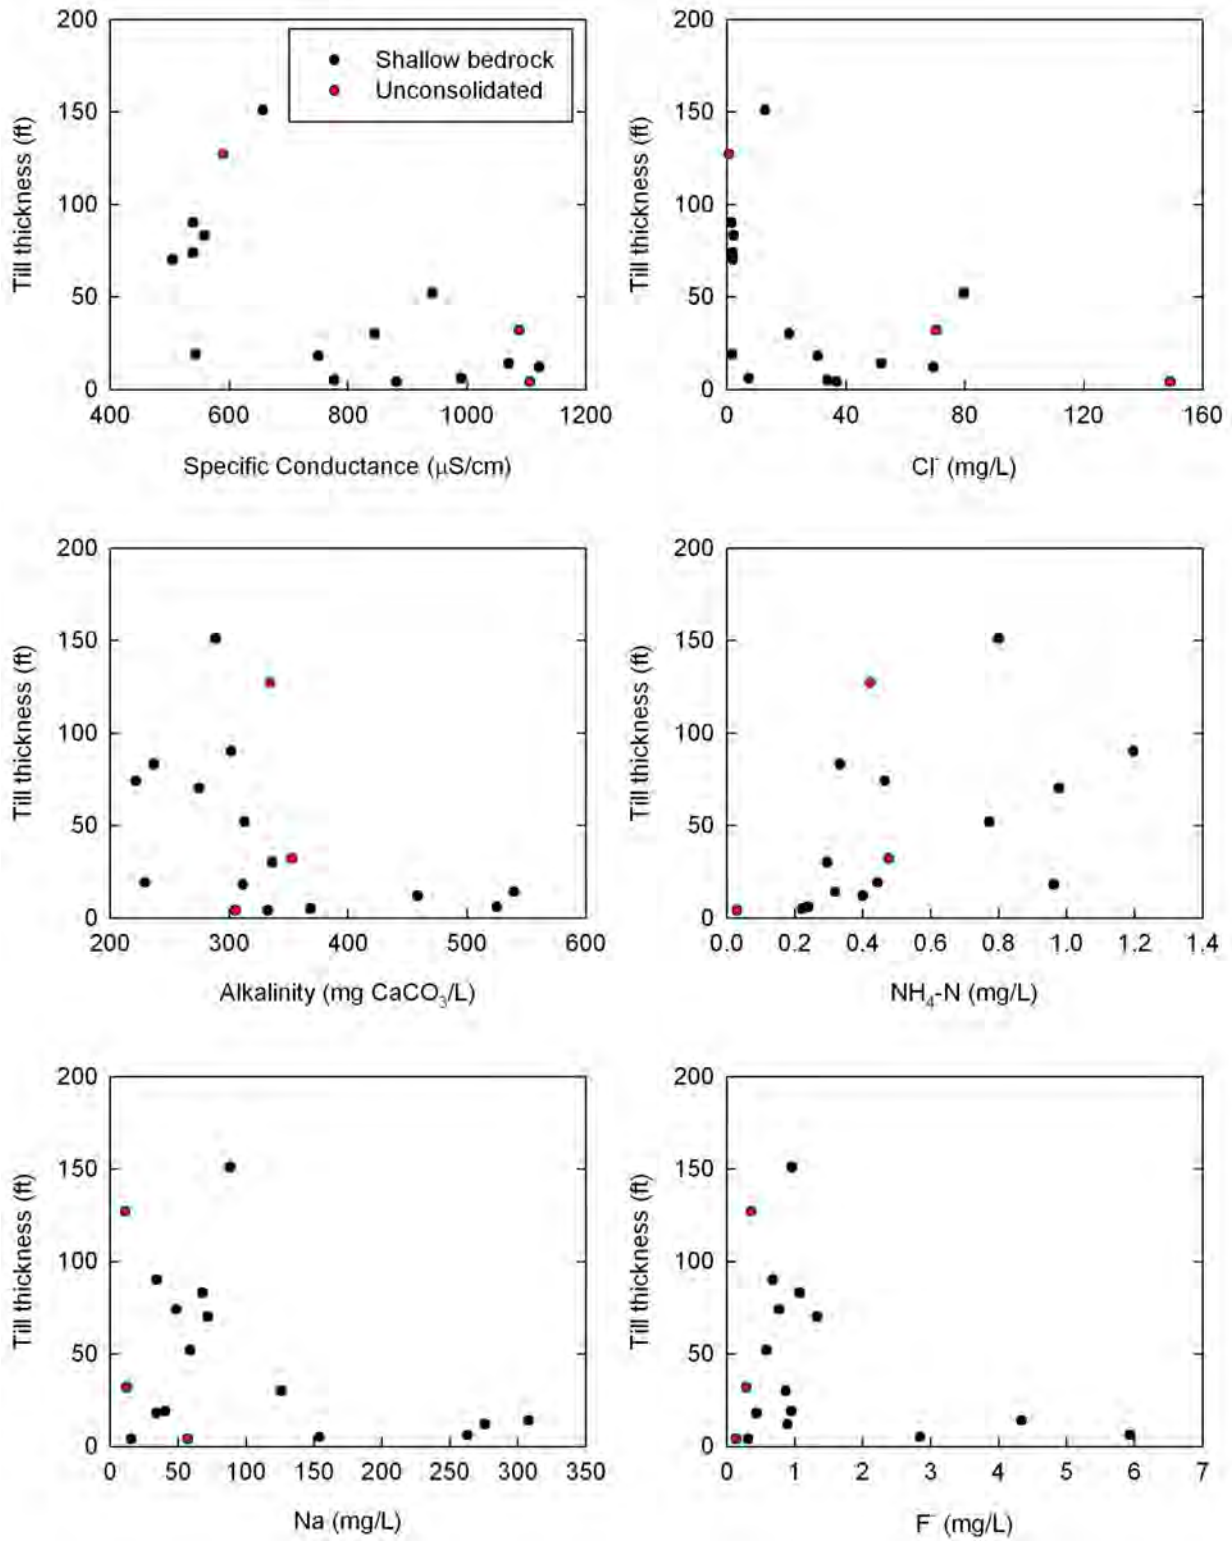 200
150
100
50
0
Till thickness (ft)
Shallow bedrock
Unconsolidated
400 600 800 1000 1200
Specific Conductance (μS/cm)
200
150
100
50
0
Till thickness (ft)
0 40 80 120 160
Cl⁻ (mg/L)
200
150
100
50
0
Till thickness (ft)
200 300 400 500 600
Alkalinity (mg CaCO₃/L)
200
150
100
50
0
Till thickness (ft)
0.0 0.2 0.4 0.6 0.8 1.0 1.2 1.4
NH₄-N (mg/L)
200
150
100
50
0
Till thickness (ft)
0 50 100 150 200 250 300 350
Na (mg/L)
200
150
100
50
0
Till thickness (ft)
0 1 2 3 4 5 6 7
F⁻ (mg/L)